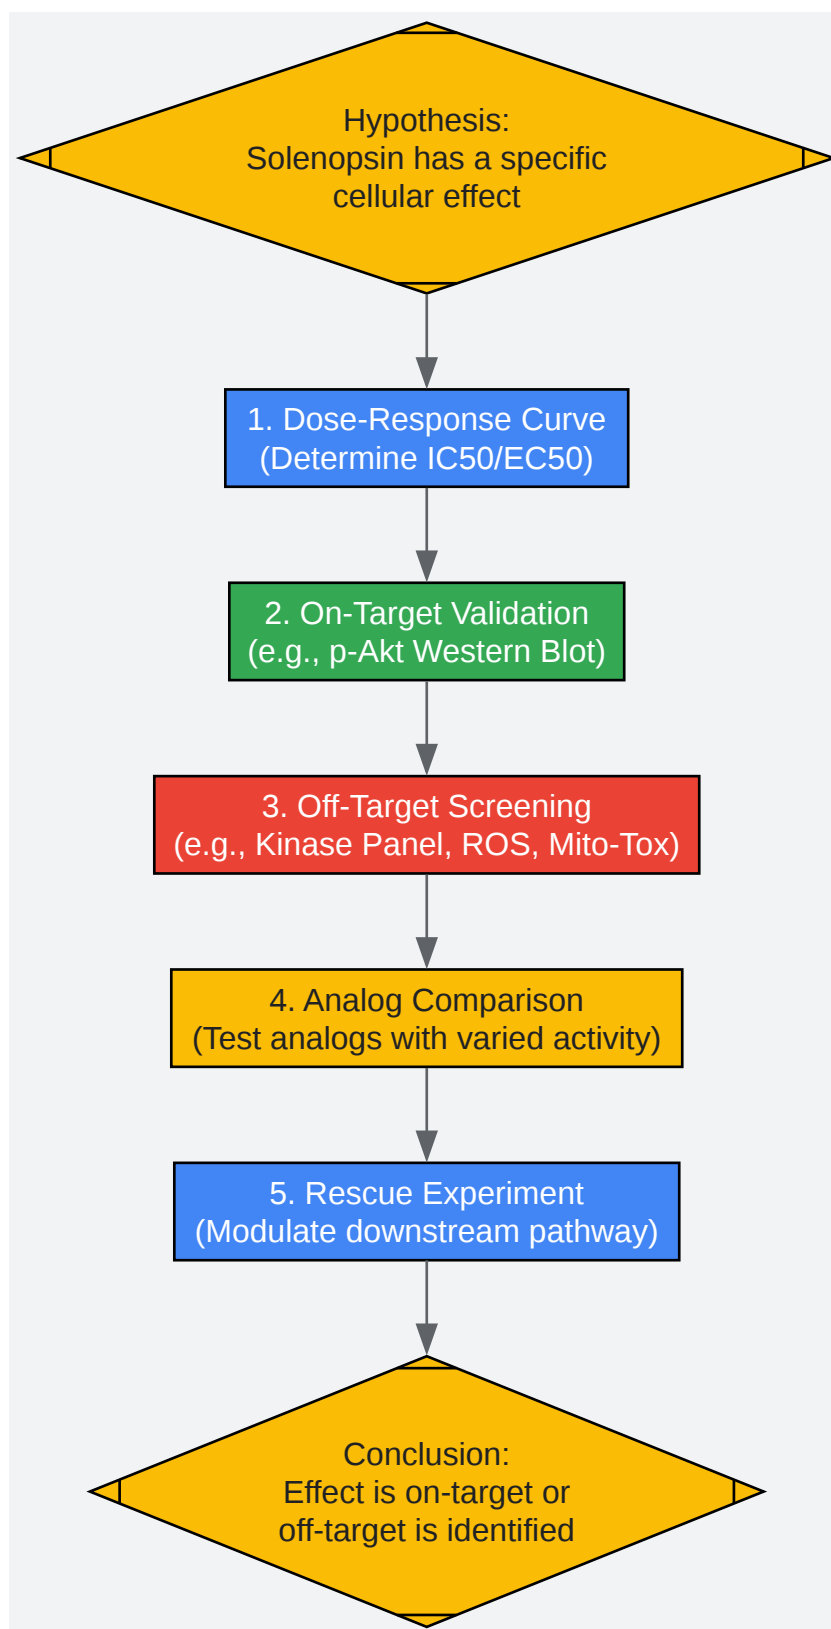 Hypothesis:
Solenopsin has a specific
cellular effect
1. Dose-Response Curve
(Determine IC50/EC50)
2. On-Target Validation
(e.g., p-Akt Western Blot)
3. Off-Target Screening
(e.g., Kinase Panel, ROS, Mito-Tox)
4. Analog Comparison
(Test analogs with varied activity)
5. Rescue Experiment
(Modulate downstream pathway)
Conclusion:
Effect is on-target or
off-target is identified